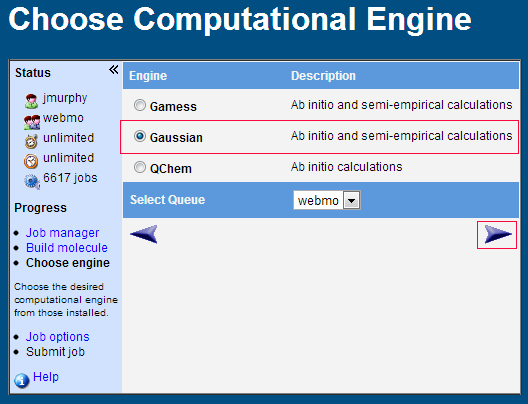 Choose Computational Engine
Status
jmurphy
webmo
unlimited
unlimited
6617 jobs
Progress
Job manager
Build molecule
Choose engine
Choose the desired
computational engine
from those installed.
Job options
Submit job
Help
Engine Description
Gamess Ab initio and semi-empirical calculations
Gaussian Ab initio and semi-empirical calculations
QChem Ab initio calculations
Select Queue webmo